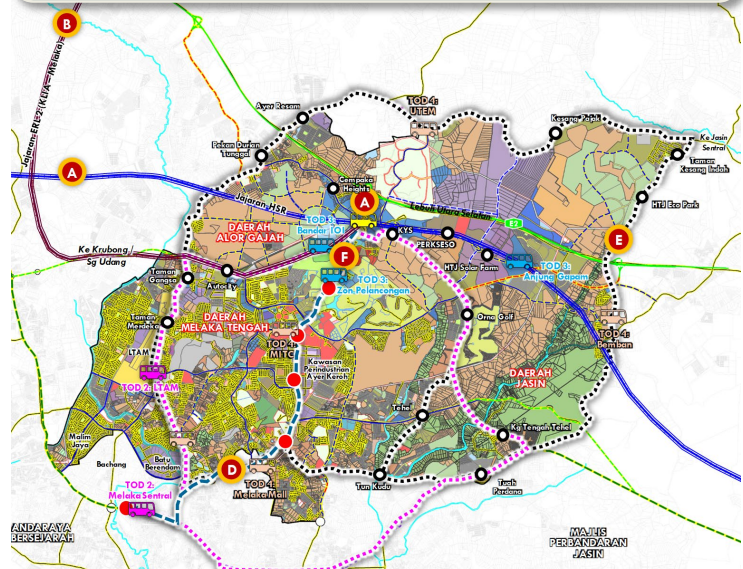 B
Jajaran ERL 2 (KLIA – Melaka)
A
Ayer Resam
TOD 4:
UTEM
Kesang Pajak
Ke Jasin
Sentral
Pekan Durian
Tunggal
Taman
Kesang Indah
Cempaka
Heights
HTJ Eco Park
Jajaran HSR
A
Lebuh Utara Selatan
TOD 3:
Bandar TOI
KYS
PERKSESO
E
DAERAH
ALOR GAJAH
Ke Krubong /
Sg Udang
F
HTJ Solar Farm
TOD 3:
Anjung Gapam
Taman
Gangsa
Autocity
TOD 3:
Zon Pelancongan
Taman
Merdeka
DAERAH
MELAKA TENGAH
Orna Golf
TOD 4:
Bemban
TOD 4:
MITC
LTAM
Kawasan
Perindustrian
Ayer Keroh
DAERAH
JASIN
TOD 2: LTAM
Tehel
Kg Tengah Tehel
Malim
Jaya
Bachang
Batu
Berendam
D
TOD 2:
Melaka Sentral
TOD 4:
Melaka Mall
Tun Kudu
Tuah
Perdana
ANDARAYA
BERSEJARAH
MAJLIS
PERBANDARAN
JASIN